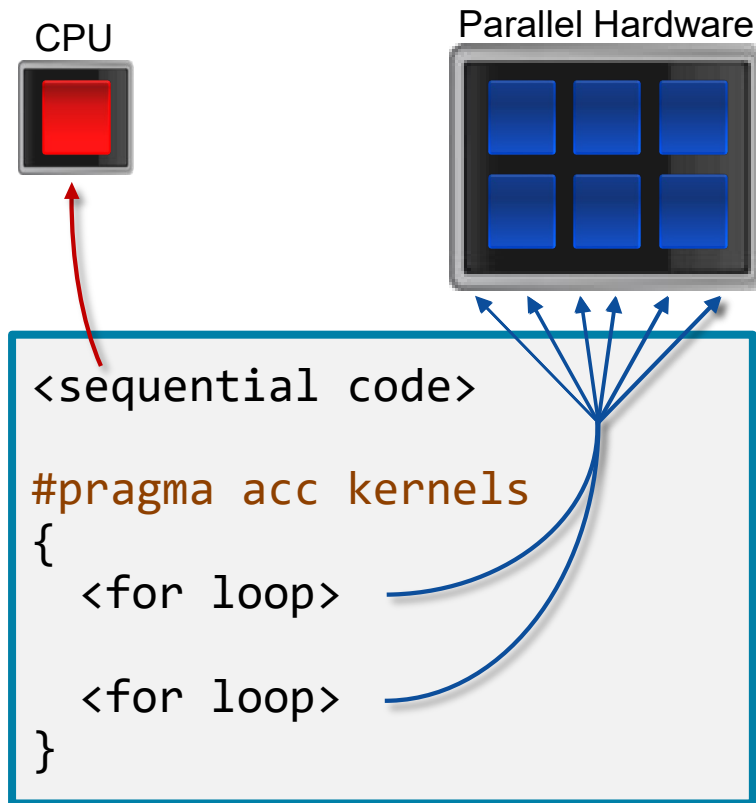 CPU
Parallel Hardware
<sequential code>
#pragma acc kernels
{
<for loop>
<for loop>
}